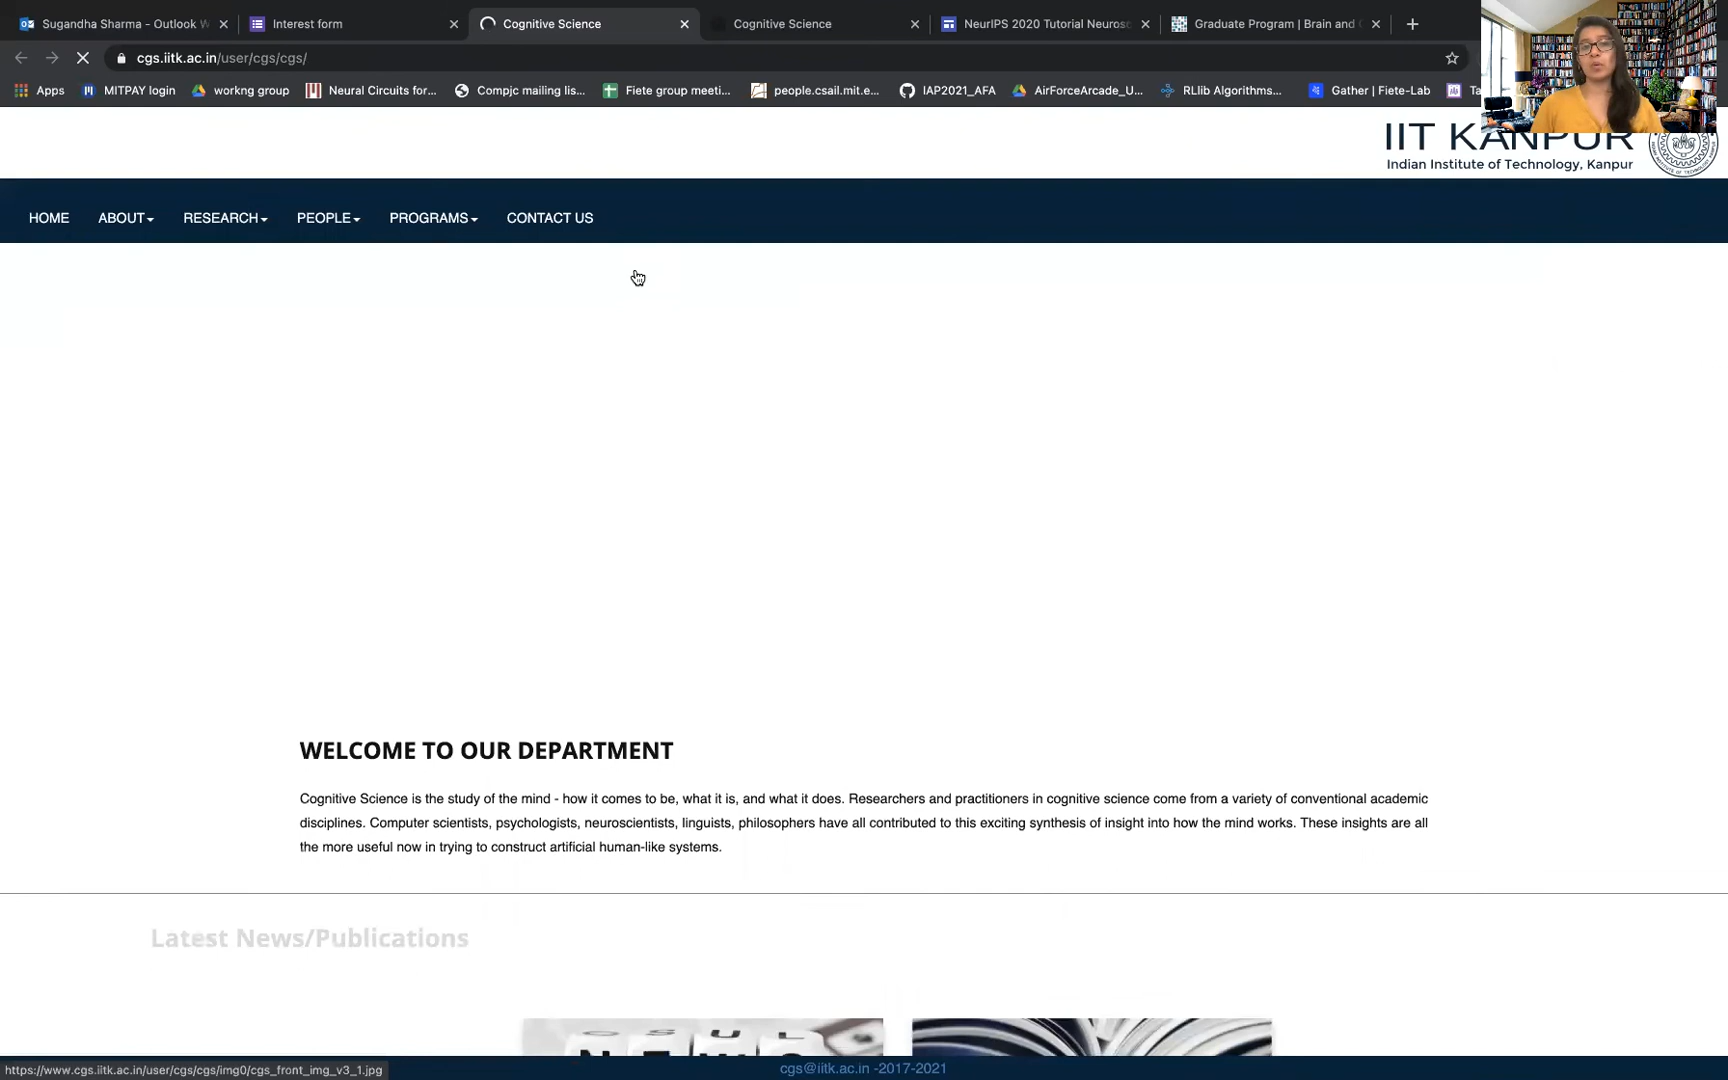 Sugandha Sharma - Outlook W
Interest form
Cognitive Science
Cognitive Science
NeurIPS 2020 Tutorial Neurosc
Graduate Program | Brain and C
cgs.iitk.ac.in/user/cgs/cgs/
Apps
MITPAY login
workng group
Neural Circuits for...
Compjc mailing lis...
Fiete group meeti...
people.csail.mit.e...
IAP2021_AFA
AirForceArcade_U...
RLlib Algorithms...
Gather | Fiete-Lab
IIT KANPUR
Indian Institute of Technology, Kanpur
HOME
ABOUT
RESEARCH
PEOPLE
PROGRAMS
CONTACT US
WELCOME TO OUR DEPARTMENT
Cognitive Science is the study of the mind - how it comes to be, what it is, and what it does. Researchers and practitioners in cognitive science come from a variety of conventional academic
disciplines. Computer scientists, psychologists, neuroscientists, linguists, philosophers have all contributed to this exciting synthesis of insight into how the mind works. These insights are all
the more useful now in trying to construct artificial human-like systems.
Latest News/Publications
cgs@iitk.ac.in -2017-2021
https://www.cgs.iitk.ac.in/user/cgs/cgs/img0/cgs_front_img_v3_1.jpg